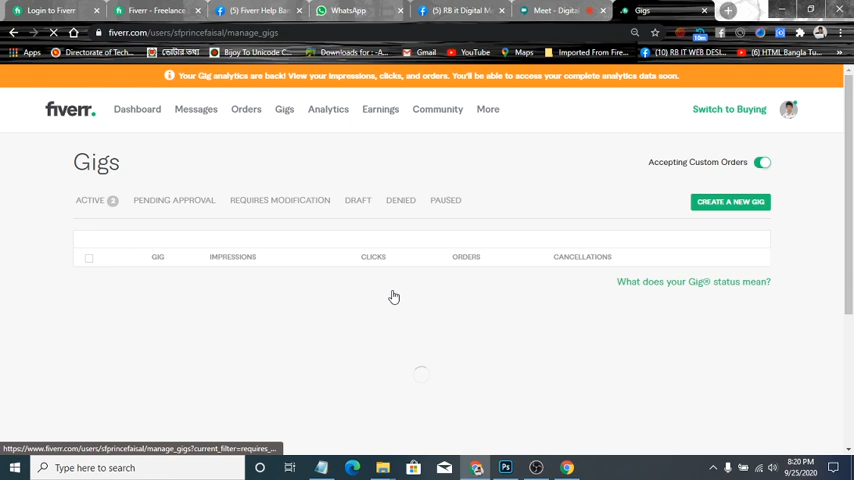 Login to Fiverr
Fiverr - Freelance
(5) Fiverr Help Ban
WhatsApp
(5) RB it Digital M
Meet - Digital
Gigs
fiverr.com/users/sfprincefaisal/manage_gigs
Apps
Directorate of Tech...
ভোটার তথ্য
Bijoy To Unicode C...
Downloads for : -A...
Gmail
YouTube
Maps
Imported From Fire...
(10) RB IT WEB DESI...
(6) HTML Bangla Tu...
10m
Your Gig analytics are back! View your impressions, clicks, and orders. You'll be able to access your complete analytics data soon.
fiverr.
Dashboard
Messages
Orders
Gigs
Analytics
Earnings
Community
More
Switch to Buying
Gigs
Accepting Custom Orders
ACTIVE 2
PENDING APPROVAL
REQUIRES MODIFICATION
DRAFT
DENIED
PAUSED
CREATE A NEW GIG
GIG
IMPRESSIONS
CLICKS
ORDERS
CANCELLATIONS
What does your Gig® status mean?
https://www.fiverr.com/users/sfprincefaisal/manage_gigs?current_filter=requires_...
Type here to search
Ps
8:20 PM
9/25/2020